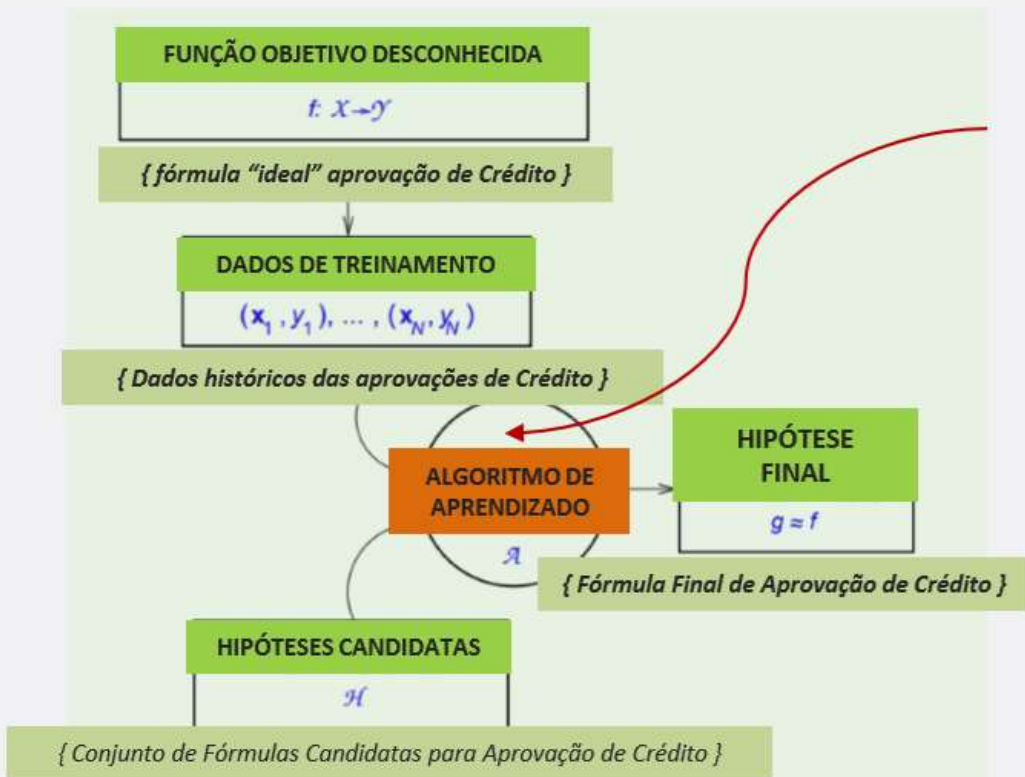 FUNÇÃO OBJETIVO DESCONHECIDA
f: X→Y
{ fórmula “ideal” aprovação de Crédito }
DADOS DE TREINAMENTO
(x₁, y₁), ... , (x_N, y_N)
{ Dados históricos das aprovações de Crédito }
ALGORITMO DE
APRENDIZADO
A
HIPÓTESE
FINAL
g ≈ f
{ Fórmula Final de Aprovação de Crédito }
HIPÓTESES CANDIDATAS
H
{ Conjunto de Fórmulas Candidatas para Aprovação de Crédito }